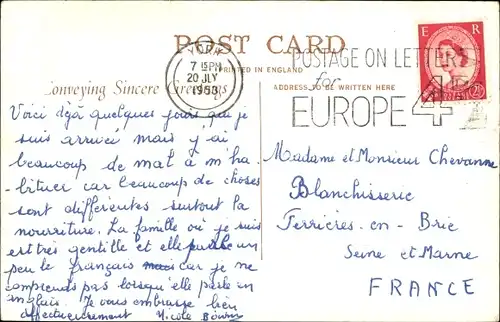 POST CARD
PRINTED IN ENGLAND
Conveying Sincere Greetings
ADDRESS TO BE WRITTEN HERE
YORK
7 15PM
20 JLY
1953
POSTAGE ON LETTERS
for
EUROPE 4
E R
Voici déjà quelques jours que je
suis arrivée mais j'ai
beaucoup de mal à m'ha
-bituer car beaucoup de choses
sont différentes surtout la
nourriture. La famille où je suis
est très gentille et elle parle un
peu le français mais car je ne
comprends pas lorsqu'elle parle en
anglais. Je vous embrasse bien
affectueusement Nicole
Madame et Monsieur Chevanne
Blanchisserie
Ferrières-en-Brie
Seine et Marne
FRANCE